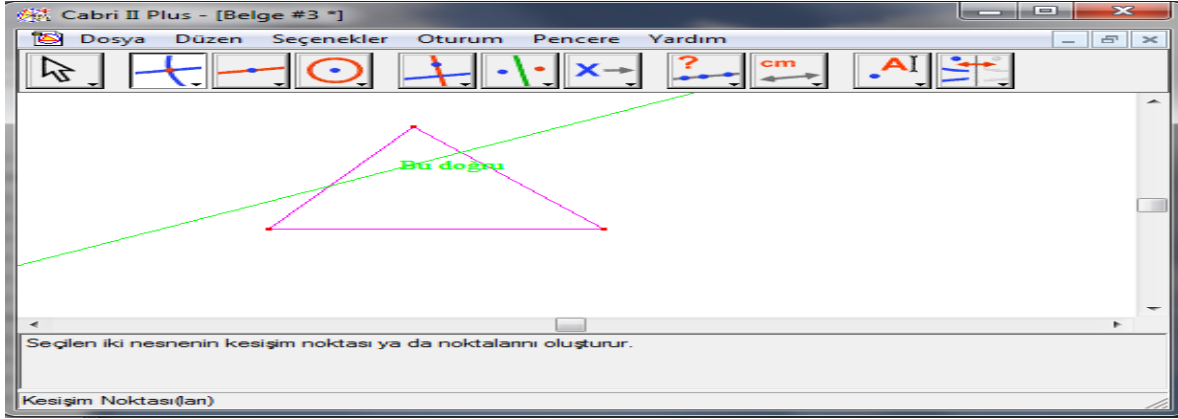 Cabri II Plus - [Belge #3 *]
Dosya Düzen Seçenekler Oturum Pencere Yardım
? cm A
Bu doğru
Seçilen iki nesnenin kesişim noktası ya da noktalarını oluşturur.
Kesişim Noktası(ları)